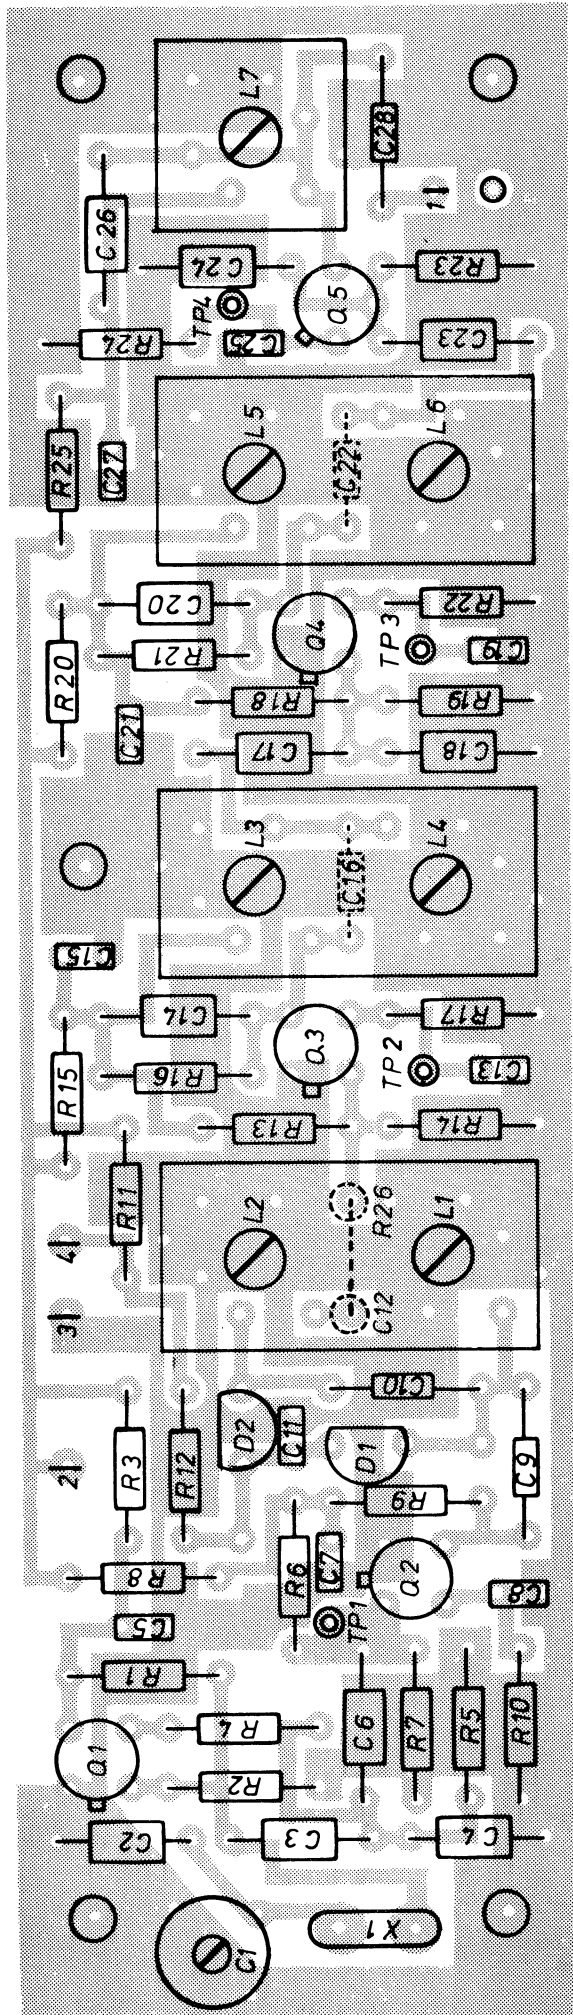 L7
C28
C26
1
C24
R23
TP4
Q5
R24
C25
C23
L5
L6
R25
C27
C22
C20
R22
Q4
TP3
R20
R21
C19
R18
R19
C21
C17
C18
L3
L4
C16
C15
C14
R17
Q3
R15
R16
TP2
C13
R13
R14
R11
L2
R26
L1
4
C12
3
C10
D2
C11
D1
2
R3
R12
C9
R9
R8
R6
C7
Q2
C8
C5
TP1
R1
R4
C6
R7
R5
R10
Q1
R2
C2
C3
C4
C1
X1